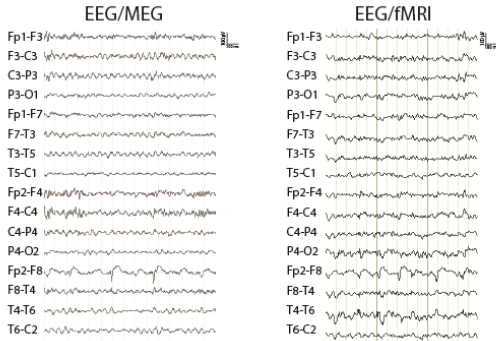 EEG/MEG
Fp1-F3
F3-C3
C3-P3
P3-O1
Fp1-F7
F7-T3
T3-T5
T5-C1
Fp2-F4
F4-C4
C4-P4
P4-O2
Fp2-F8
F8-T4
T4-T6
T6-C2
EEG/fMRI
Fp1-F3
F3-C3
C3-P3
P3-O1
Fp1-F7
F7-T3
T3-T5
T5-C1
Fp2-F4
F4-C4
C4-P4
P4-O2
Fp2-F8
F8-T4
T4-T6
T6-C2